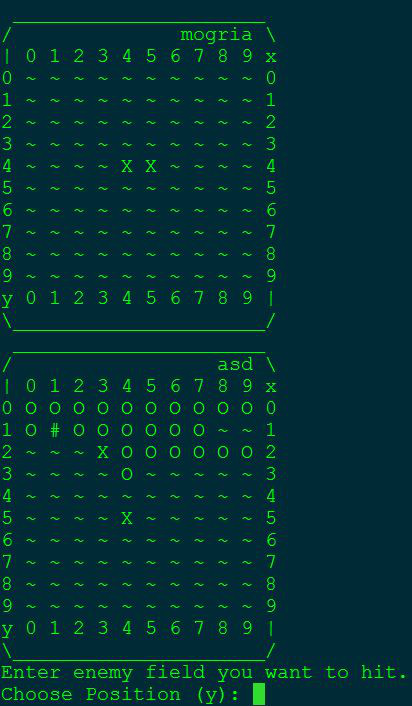 _____________________
/              mogria \
| 0 1 2 3 4 5 6 7 8 9 x
0 ~ ~ ~ ~ ~ ~ ~ ~ ~ ~ 0
1 ~ ~ ~ ~ ~ ~ ~ ~ ~ ~ 1
2 ~ ~ ~ ~ ~ ~ ~ ~ ~ ~ 2
3 ~ ~ ~ ~ ~ ~ ~ ~ ~ ~ 3
4 ~ ~ ~ ~ X X ~ ~ ~ ~ 4
5 ~ ~ ~ ~ ~ ~ ~ ~ ~ ~ 5
6 ~ ~ ~ ~ ~ ~ ~ ~ ~ ~ 6
7 ~ ~ ~ ~ ~ ~ ~ ~ ~ ~ 7
8 ~ ~ ~ ~ ~ ~ ~ ~ ~ ~ 8
9 ~ ~ ~ ~ ~ ~ ~ ~ ~ ~ 9
y 0 1 2 3 4 5 6 7 8 9 |
\_____________________/
 _____________________
/                 asd \
| 0 1 2 3 4 5 6 7 8 9 x
0 O O O O O O O O O O 0
1 O # O O O O O O ~ ~ 1
2 ~ ~ ~ X O O O O O O 2
3 ~ ~ ~ ~ O ~ ~ ~ ~ ~ 3
4 ~ ~ ~ ~ ~ ~ ~ ~ ~ ~ 4
5 ~ ~ ~ ~ X ~ ~ ~ ~ ~ 5
6 ~ ~ ~ ~ ~ ~ ~ ~ ~ ~ 6
7 ~ ~ ~ ~ ~ ~ ~ ~ ~ ~ 7
8 ~ ~ ~ ~ ~ ~ ~ ~ ~ ~ 8
9 ~ ~ ~ ~ ~ ~ ~ ~ ~ ~ 9
y 0 1 2 3 4 5 6 7 8 9 |
\_____________________/
Enter enemy field you want to hit.
Choose Position (y):